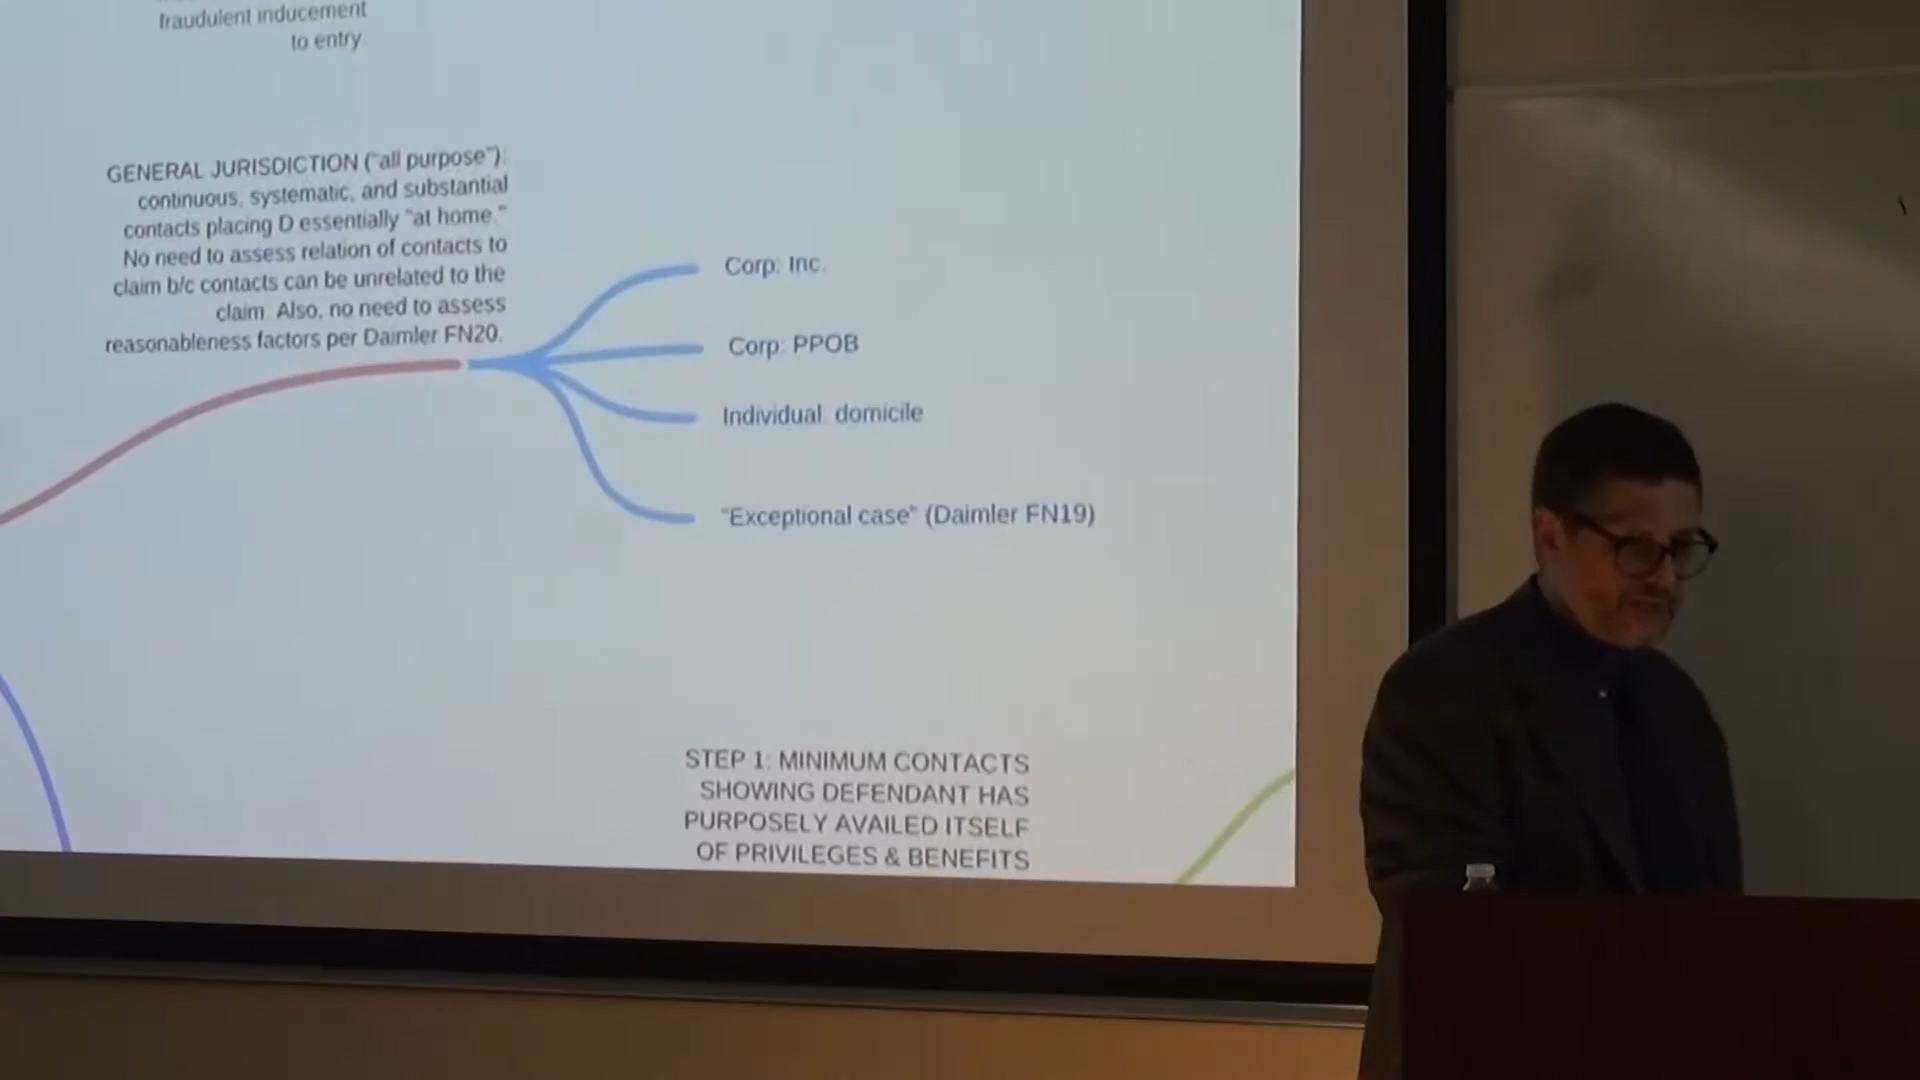 fraudulent inducement
to entry
GENERAL JURISDICTION ("all purpose"):
continuous, systematic, and substantial
contacts placing D essentially "at home."
No need to assess relation of contacts to
claim b/c contacts can be unrelated to the
claim. Also, no need to assess
reasonableness factors per Daimler FN20.
Corp: Inc.
Corp: PPOB
Individual: domicile
"Exceptional case" (Daimler FN19)
STEP 1: MINIMUM CONTACTS
SHOWING DEFENDANT HAS
PURPOSELY AVAILED ITSELF
OF PRIVILEGES & BENEFITS